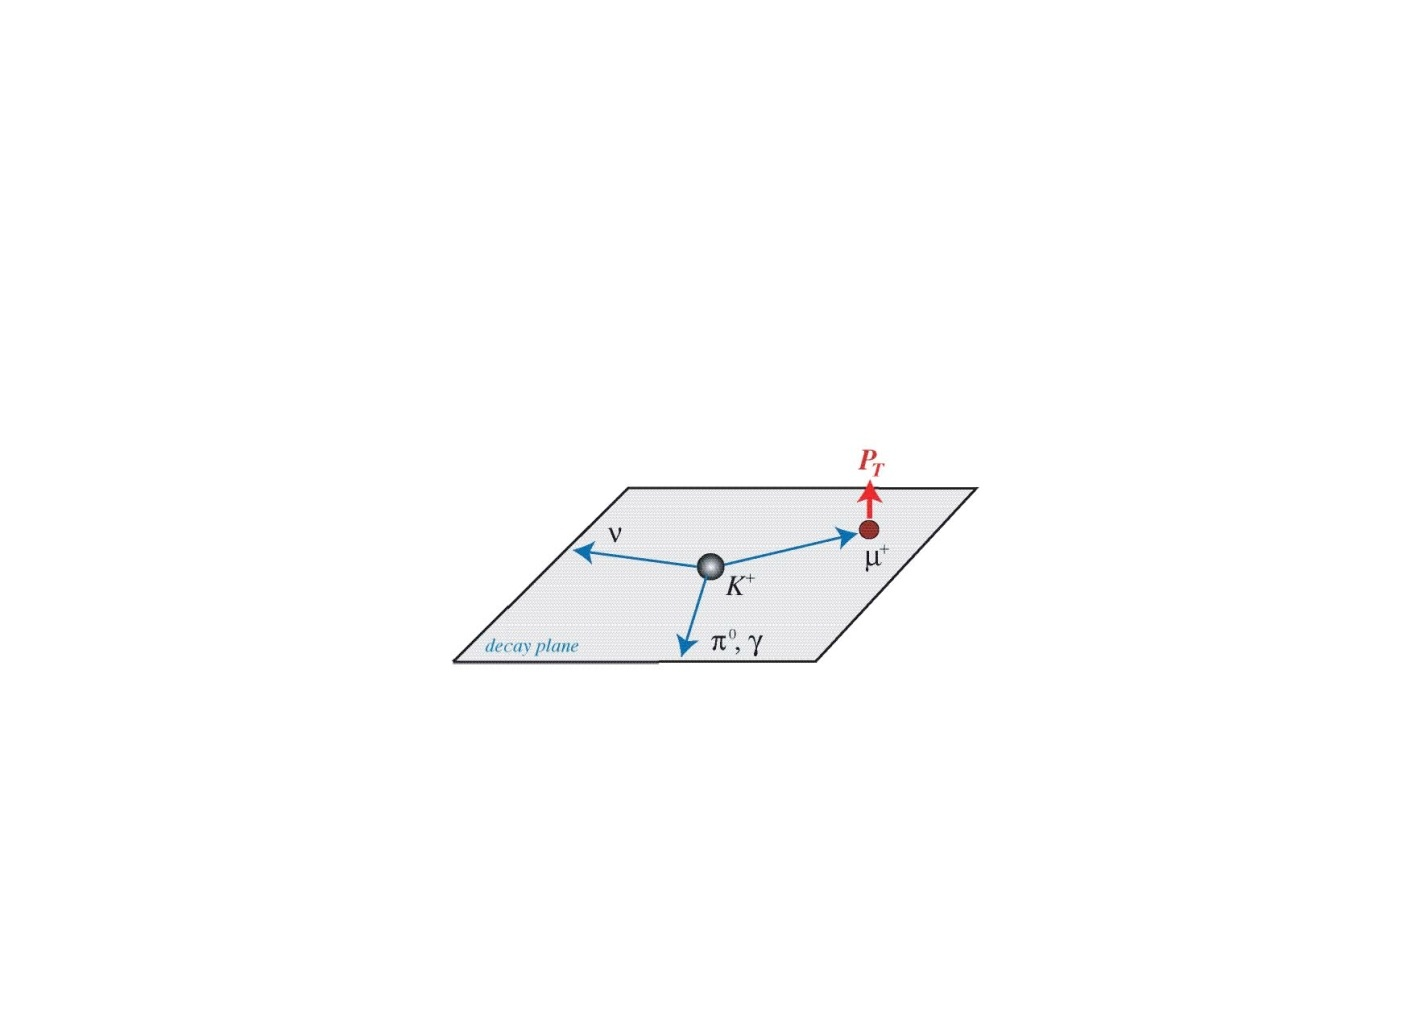 P_T
ν
μ⁺
K⁺
π⁰, γ
decay plane